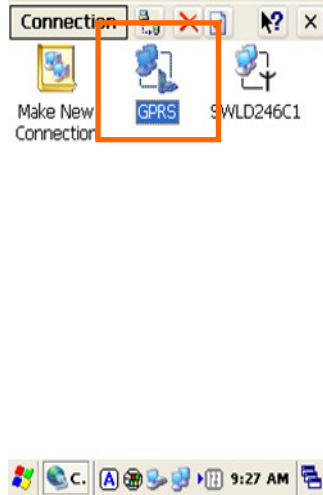 Connection
Make New Connection
GPRS
SWLD246C1
C.
A
9:27 AM